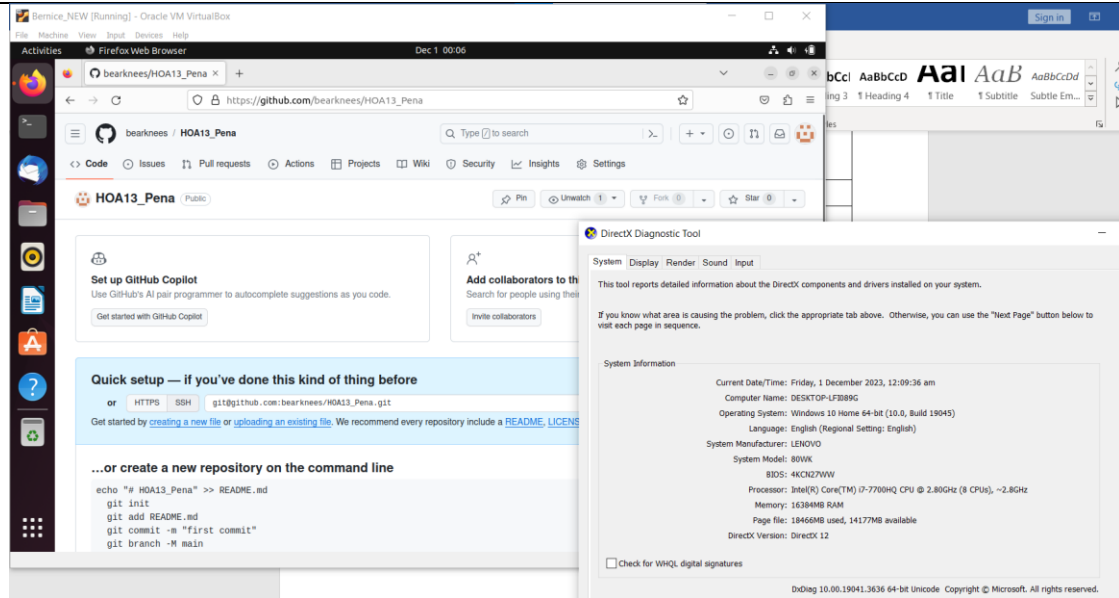 Bernice_NEW [Running] - Oracle VM VirtualBox
File Machine View Input Devices Help
Activities Firefox Web Browser Dec 1 00:06
bearknees/HOA13_Pena × +
https://github.com/bearknees/HOA13_Pena
bearknees / HOA13_Pena Type / to search
Code Issues Pull requests Actions Projects Wiki Security Insights Settings
HOA13_Pena Public Pin Unwatch 1 Fork 0 Star 0
Set up GitHub Copilot
Use GitHub's AI pair programmer to autocomplete suggestions as you code.
Get started with GitHub Copilot
Add collaborators to th
Search for people using thei
Invite collaborators
Quick setup — if you've done this kind of thing before
or HTTPS SSH git@github.com:bearknees/HOA13_Pena.git
Get started by creating a new file or uploading an existing file. We recommend every repository include a README, LICENS
...or create a new repository on the command line
echo "# HOA13_Pena" >> README.md
git init
git add README.md
git commit -m "first commit"
git branch -M main
Sign in
bCcl AaBbCcD AaI AaB AaBbCcDd
ing 3 ¶ Heading 4 ¶ Title ¶ Subtitle Subtle Em...
les
DirectX Diagnostic Tool
System Display Render Sound Input
This tool reports detailed information about the DirectX components and drivers installed on your system.
If you know what area is causing the problem, click the appropriate tab above. Otherwise, you can use the "Next Page" button below to
visit each page in sequence.
System Information
Current Date/Time: Friday, 1 December 2023, 12:09:36 am
Computer Name: DESKTOP-LFI089G
Operating System: Windows 10 Home 64-bit (10.0, Build 19045)
Language: English (Regional Setting: English)
System Manufacturer: LENOVO
System Model: 80WK
BIOS: 4KCN27WW
Processor: Intel(R) Core(TM) i7-7700HQ CPU @ 2.80GHz (8 CPUs), ~2.8GHz
Memory: 16384MB RAM
Page file: 18466MB used, 14177MB available
DirectX Version: DirectX 12
Check for WHQL digital signatures
DxDiag 10.00.19041.3636 64-bit Unicode Copyright © Microsoft. All rights reserved.